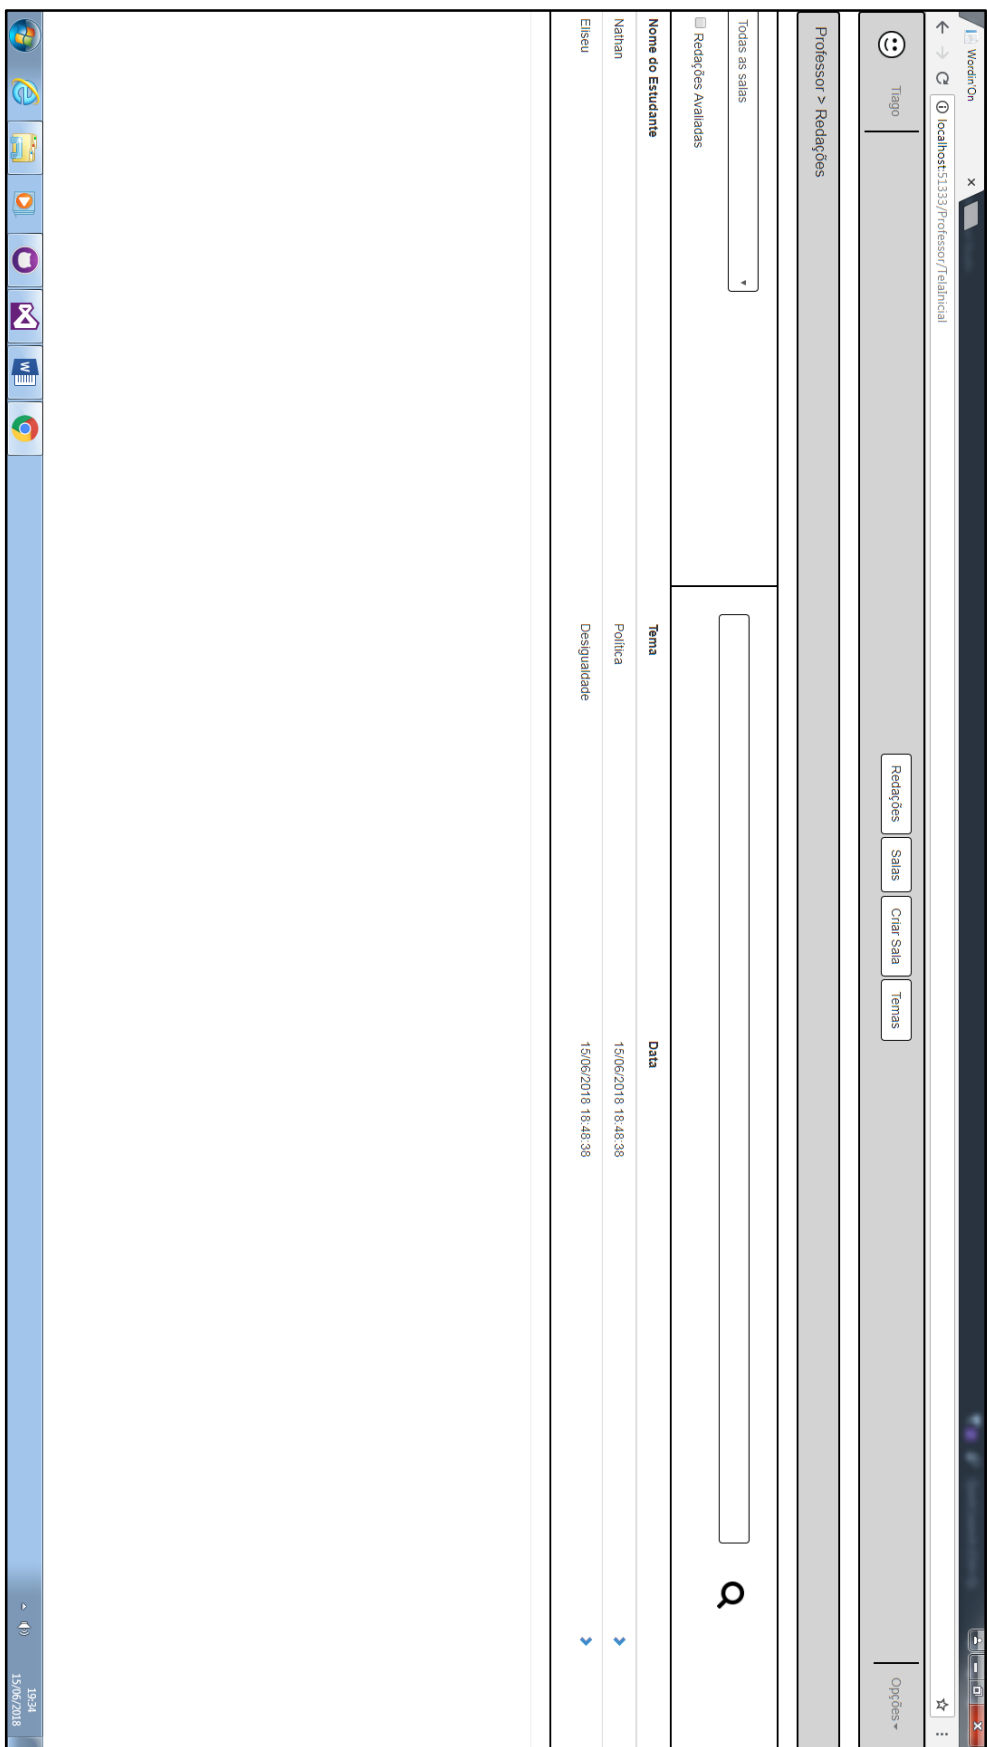 Wordin'On
localhost:51333/Professor/TelaInicial
Tiago
Redações
Salas
Criar Sala
Temas
Opções
Professor > Redações
Todas as salas
Redações Avaliadas
Nome do Estudante Tema Data
Nathan Política 15/06/2018 18:48:38
Eliseu Desigualdade 15/06/2018 18:48:38
19:34
15/06/2018